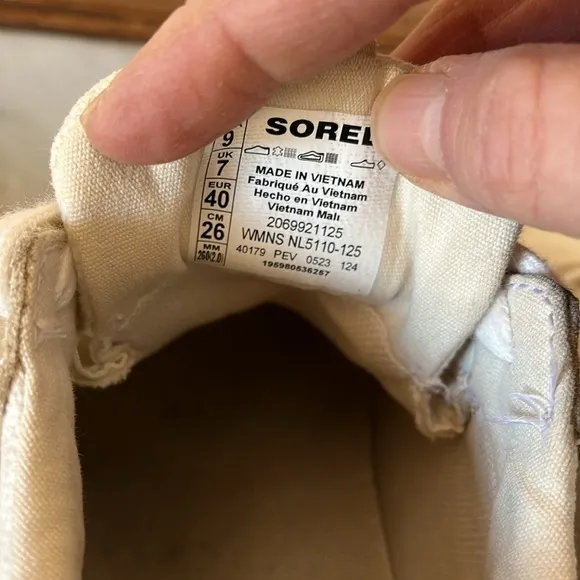 9
UK
7
EUR
40
CM
26
MM
260(2.0)
SOREL
MADE IN VIETNAM
Fabriqué Au Vietnam
Hecho en Vietnam
Vietnam Malı
2069921125
WMNS NL5110-125
40179 PEV 0523 124
195980536257